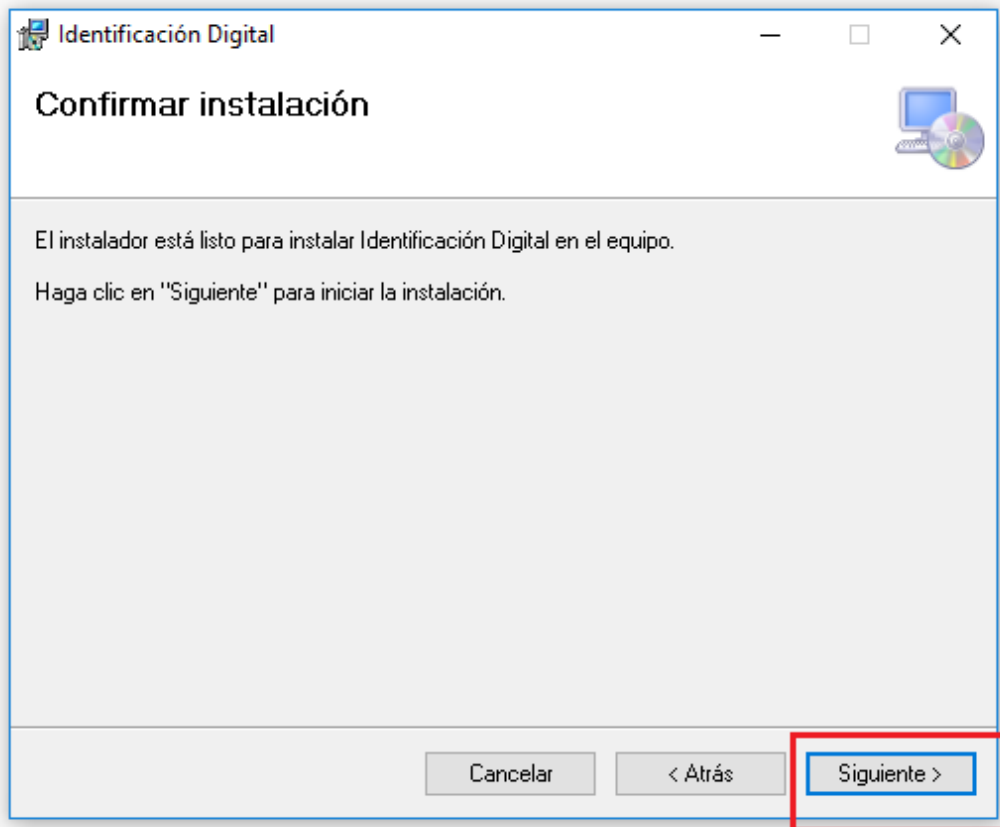 Identificación Digital
Confirmar instalación
El instalador está listo para instalar Identificación Digital en el equipo.
Haga clic en "Siguiente" para iniciar la instalación.
Cancelar
< Atrás
Siguiente >